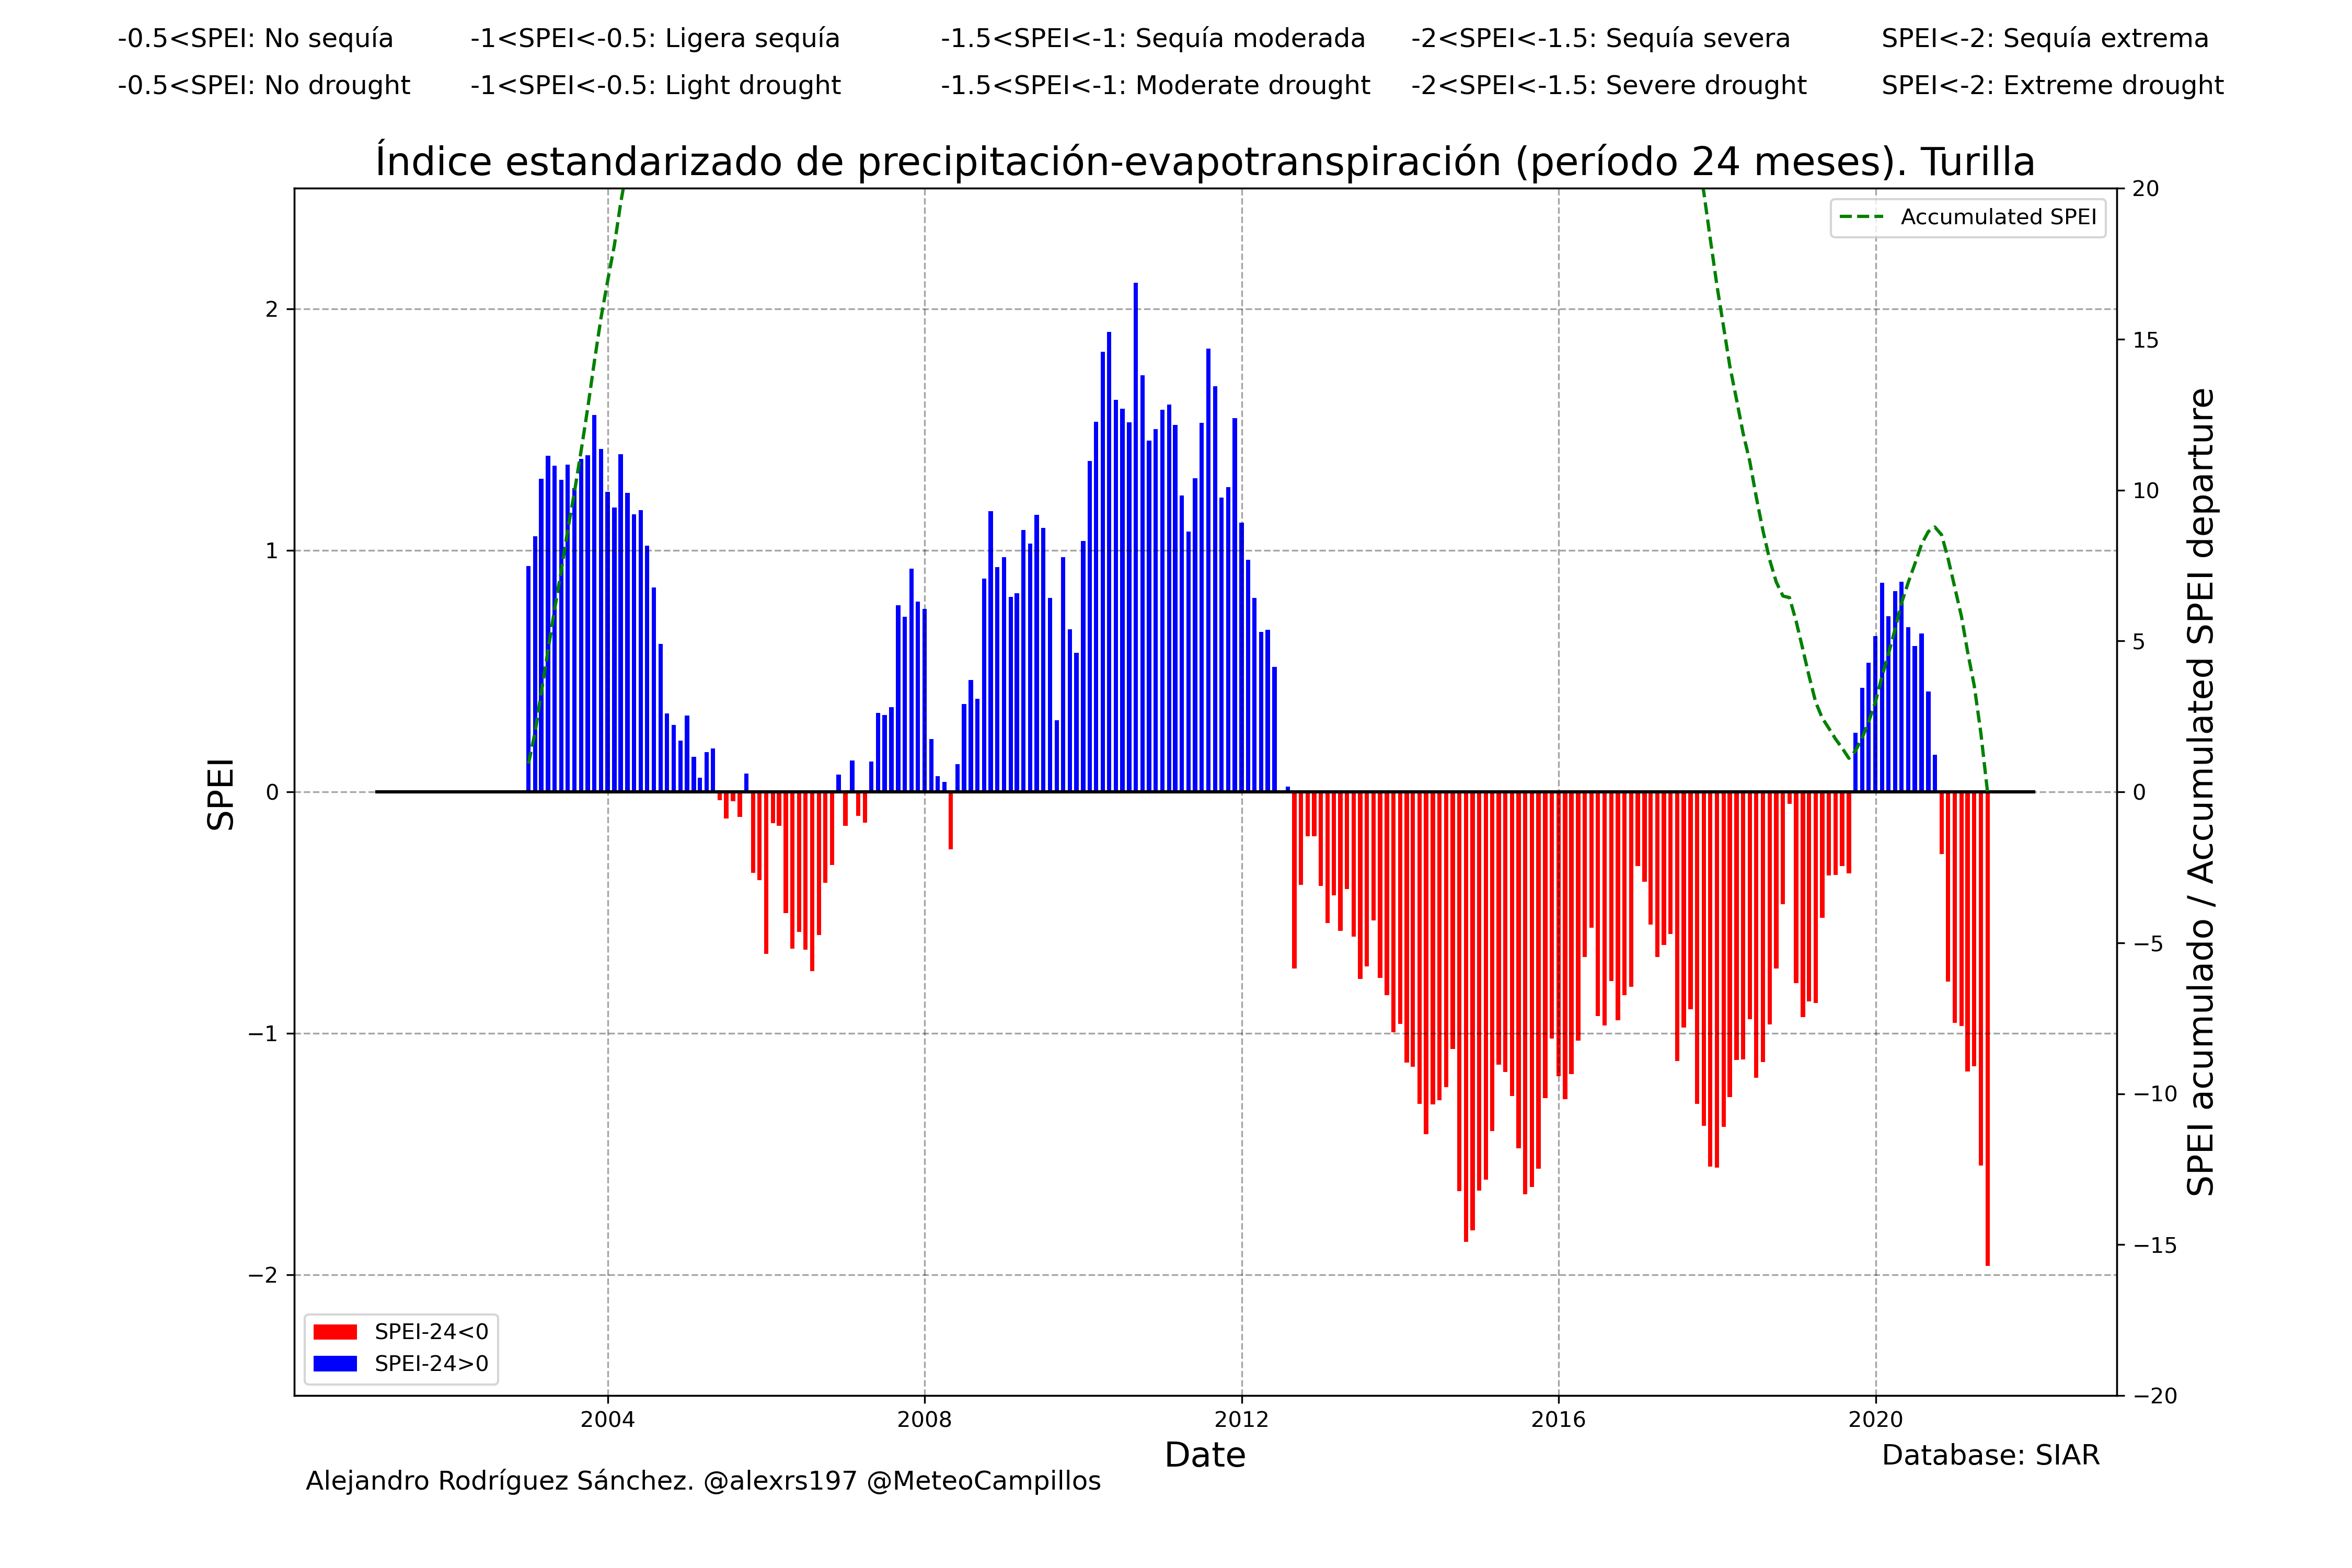 -0.5<SPEI: No sequía -1<SPEI<-0.5: Ligera sequía -1.5<SPEI<-1: Sequía moderada -2<SPEI<-1.5: Sequía severa SPEI<-2: Sequía extrema
-0.5<SPEI: No drought -1<SPEI<-0.5: Light drought -1.5<SPEI<-1: Moderate drought -2<SPEI<-1.5: Severe drought SPEI<-2: Extreme drought
Índice estandarizado de precipitación-evapotranspiración (período 24 meses). Turilla
Accumulated SPEI
SPEI
2
1
0
−1
−2
20
15
10
5
0
−5
−10
−15
−20
SPEI acumulado / Accumulated SPEI departure
SPEI-24<0
SPEI-24>0
2004 2008 2012 2016 2020
Date
Database: SIAR
Alejandro Rodríguez Sánchez. @alexrs197 @MeteoCampillos